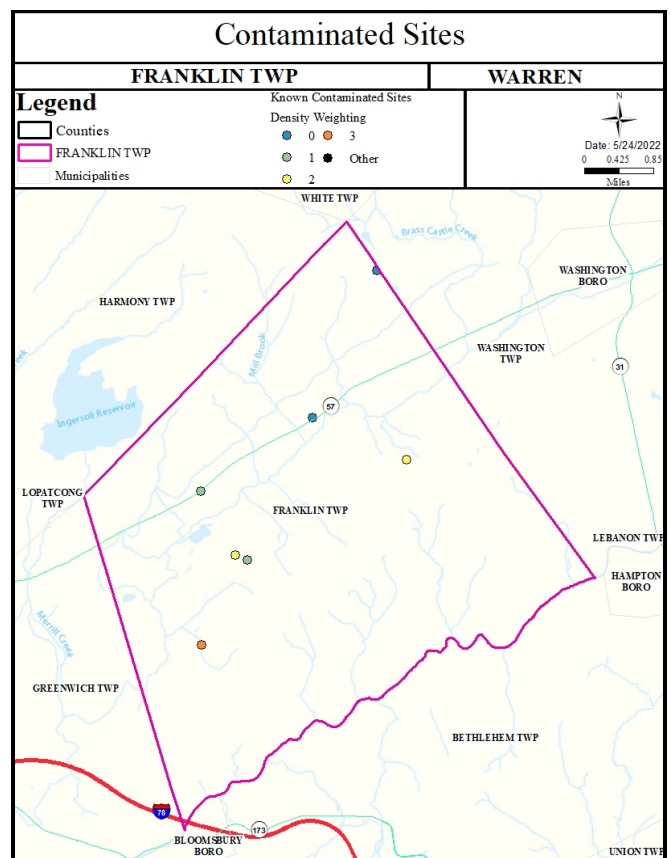 Contaminated Sites
FRANKLIN TWP
WARREN
Legend
Counties
FRANKLIN TWP
Municipalities
Known Contaminated Sites
Density Weighting
0 3
1 Other
2
N
Date: 5/24/2022
0 0.425 0.85
Miles
WHITE TWP
Brass Castle Creek
WASHINGTON
BORO
HARMONY TWP
Mill Brook
WASHINGTON
TWP
31
Ingersoll Reservoir
57
LOPATCONG
TWP
FRANKLIN TWP
LEBANON TWP
HAMPTON
BORO
Merrill Creek
GREENWICH TWP
BETHLEHEM TWP
78
173
BLOOMSBURY
BORO
UNION TWP